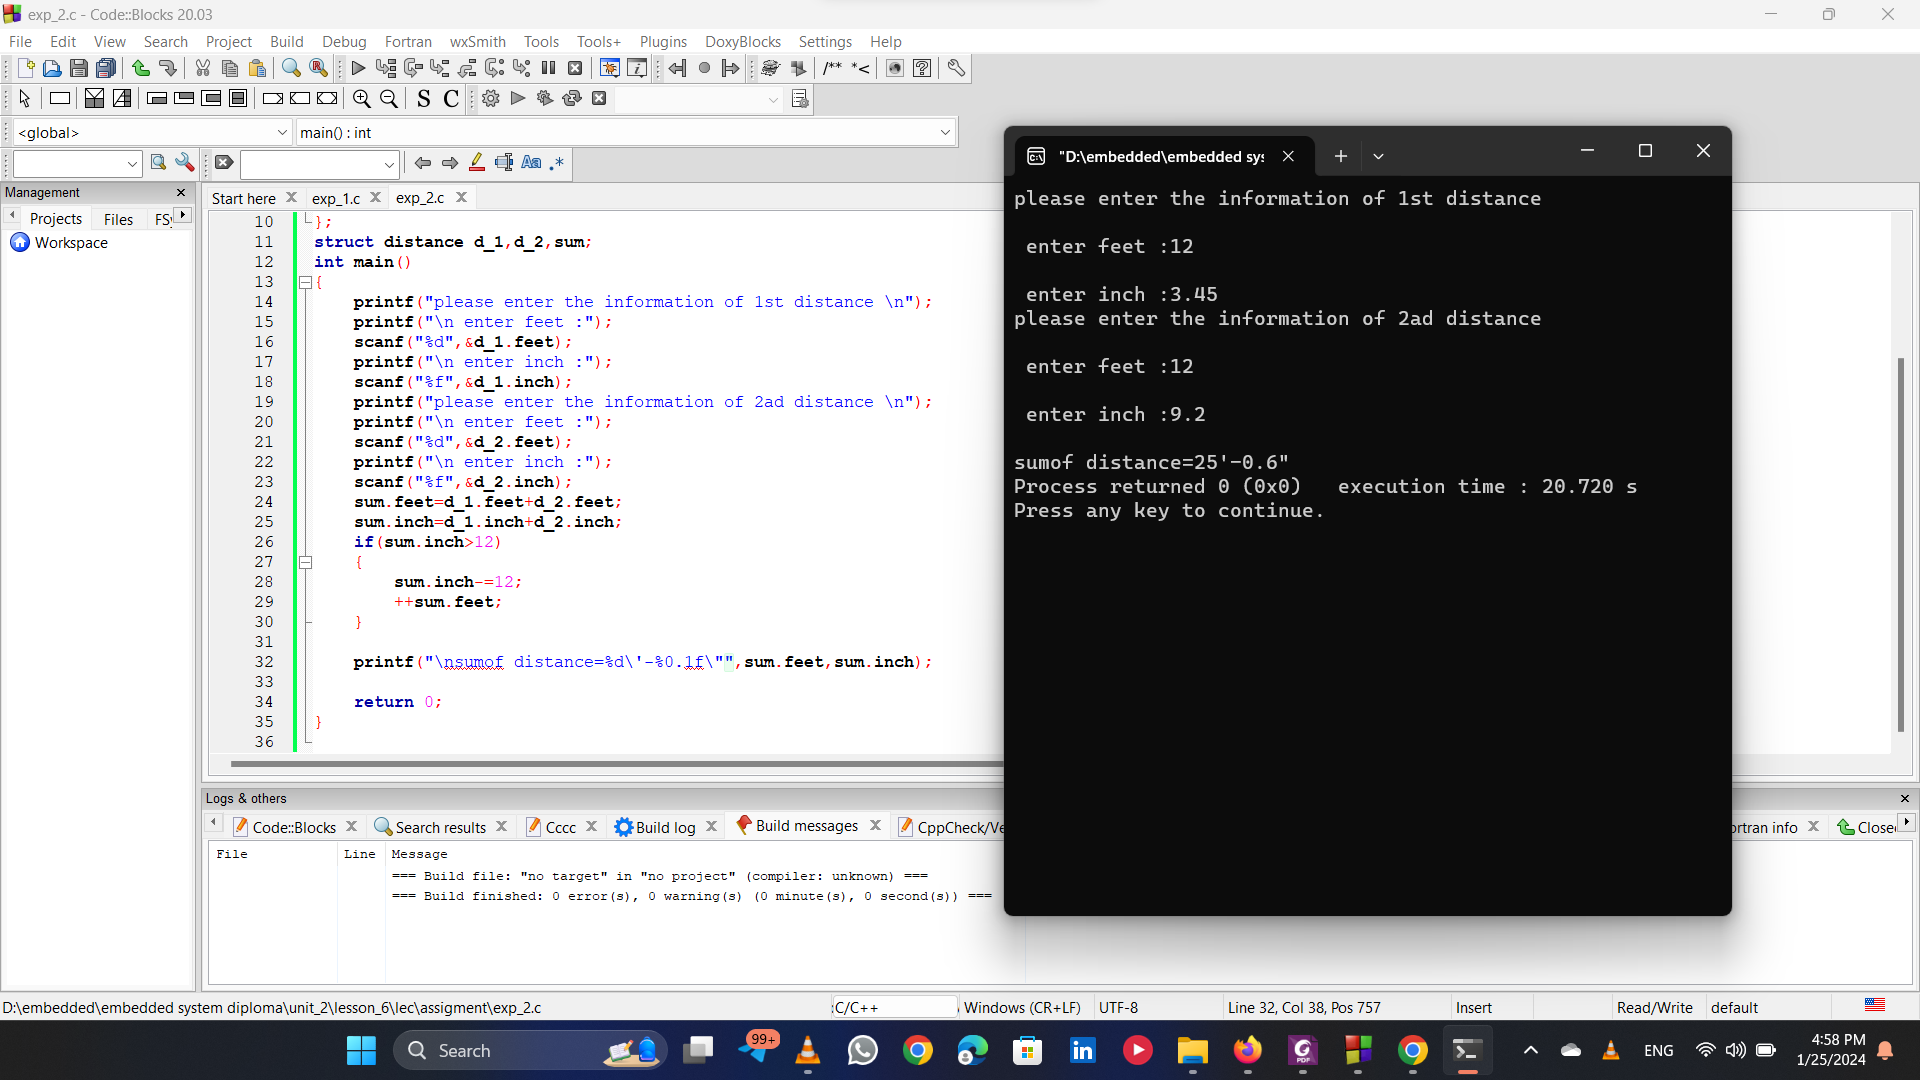 exp_2.c - Code::Blocks 20.03
File Edit View Search Project Build Debug Fortran wxSmith Tools Tools+ Plugins DoxyBlocks Settings Help
/** *<
S C
<global> main() : int
Aa .*
Management
Projects Files FSy
Workspace
Start here exp_1.c exp_2.c
10 };
11 struct distance d_1,d_2,sum;
12 int main()
13 {
14 printf("please enter the information of 1st distance \n");
15 printf("\n enter feet :");
16 scanf("%d",&d_1.feet);
17 printf("\n enter inch :");
18 scanf("%f",&d_1.inch);
19 printf("please enter the information of 2ad distance \n");
20 printf("\n enter feet :");
21 scanf("%d",&d_2.feet);
22 printf("\n enter inch :");
23 scanf("%f",&d_2.inch);
24 sum.feet=d_1.feet+d_2.feet;
25 sum.inch=d_1.inch+d_2.inch;
26 if(sum.inch>12)
27 {
28 sum.inch-=12;
29 ++sum.feet;
30 }
31
32 printf("\nsumof distance=%d\'-%0.1f\"",sum.feet,sum.inch);
33
34 return 0;
35 }
36
"D:\embedded\embedded sys
please enter the information of 1st distance
enter feet :12
enter inch :3.45
please enter the information of 2ad distance
enter feet :12
enter inch :9.2
sumof distance=25'-0.6"
Process returned 0 (0x0) execution time : 20.720 s
Press any key to continue.
Logs & others
Code::Blocks Search results Cccc Build log Build messages CppCheck/Ve ortran info Close
File Line Message
=== Build file: "no target" in "no project" (compiler: unknown) ===
=== Build finished: 0 error(s), 0 warning(s) (0 minute(s), 0 second(s)) ===
D:\embedded\embedded system diploma\unit_2\lesson_6\lec\assigment\exp_2.c C/C++ Windows (CR+LF) UTF-8 Line 32, Col 38, Pos 757 Insert Read/Write default
Search 99+ in PDF ENG 4:58 PM
1/25/2024